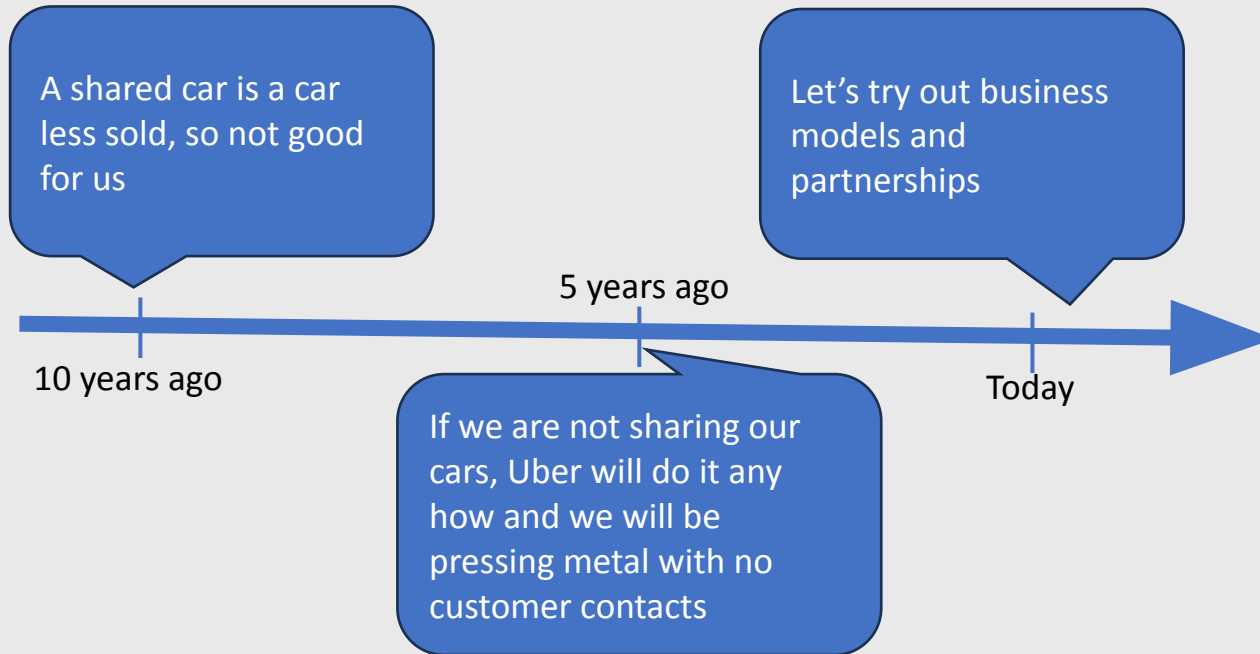 A shared car is a car
less sold, so not good
for us
10 years ago
5 years ago
If we are not sharing our
cars, Uber will do it any
how and we will be
pressing metal with no
customer contacts
Let’s try out business
models and
partnerships
Today